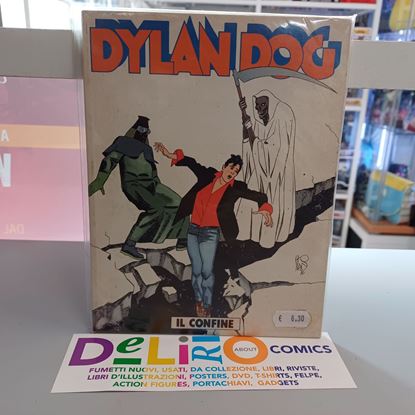 DYLAN DOG
IL CONFINE
€ 6,30
DeLiRiO ABOUT COMICS
FUMETTI NUOVI, USATI, DA COLLEZIONE, LIBRI, RIVISTE,
LIBRI D'ILLUSTRAZIONI, POSTERS, DVD, T-SHIRTS, FELPE,
ACTION FIGURES, PORTACHIAVI, GADGETS